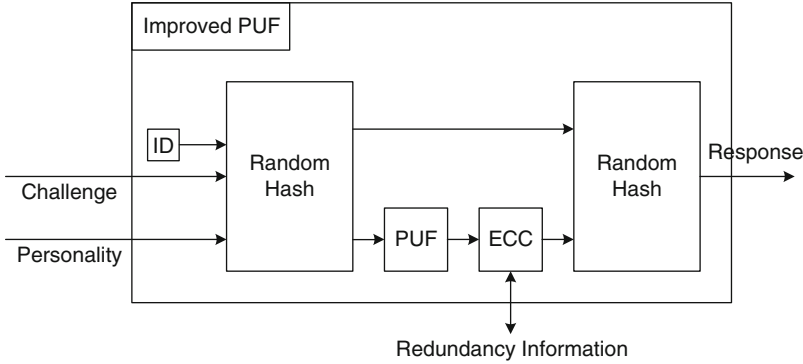 Improved PUF
ID
Random
Hash
Random
Hash
Response
Challenge
PUF
ECC
Personality
Redundancy Information